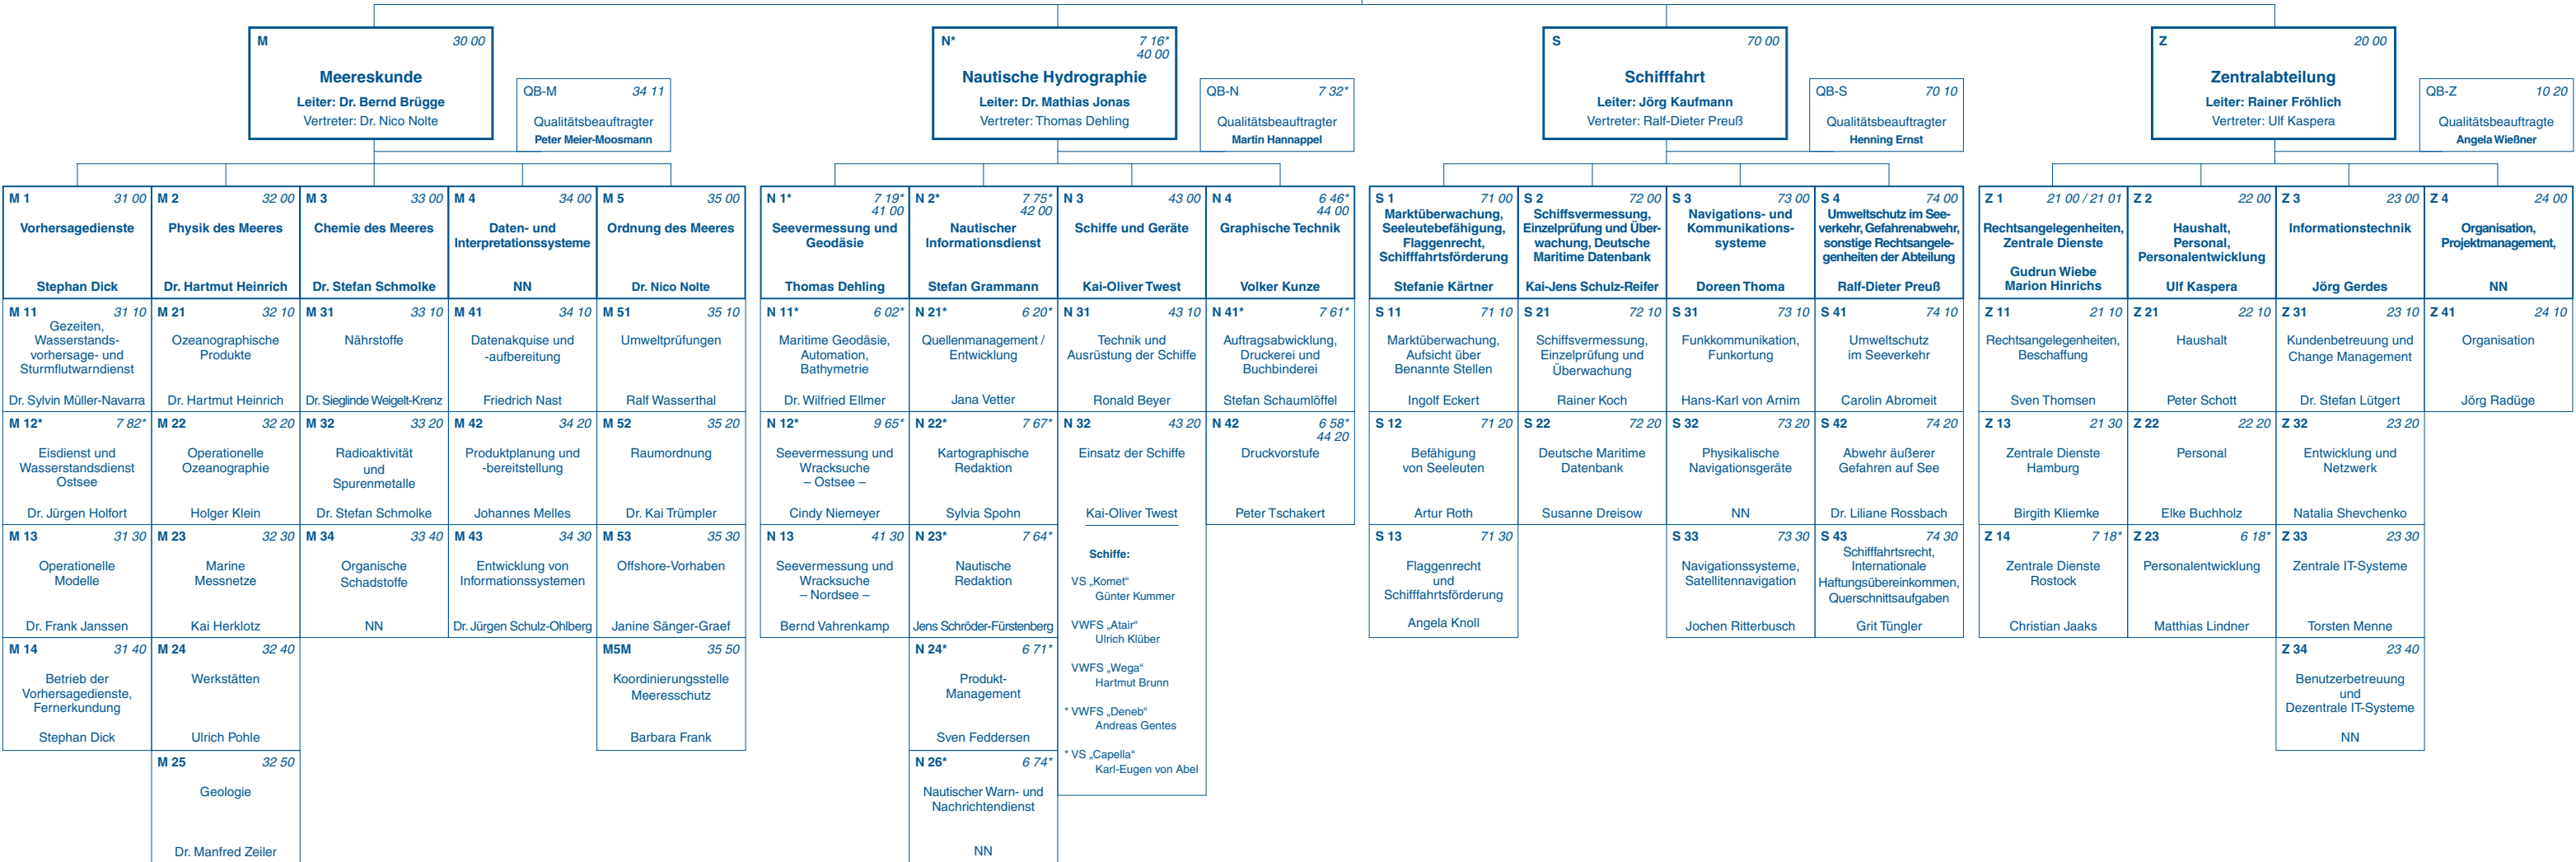 M 30 00
Meereskunde
Leiter: Dr. Bernd Brügge
Vertreter: Dr. Nico Nolte
QB-M 34 11
Qualitätsbeauftragter
Peter Meier-Moosmann
N* 7 16*
40 00
Nautische Hydrographie
Leiter: Dr. Mathias Jonas
Vertreter: Thomas Dehling
QB-N 7 32*
Qualitätsbeauftragter
Martin Hannappel
S 70 00
Schifffahrt
Leiter: Jörg Kaufmann
Vertreter: Ralf-Dieter Preuß
QB-S 70 10
Qualitätsbeauftragter
Henning Ernst
Z 20 00
Zentralabteilung
Leiter: Rainer Fröhlich
Vertreter: Ulf Kaspera
QB-Z 10 20
Qualitätsbeauftragte
Angela Wießner
M 1 31 00
Vorhersagedienste
Stephan Dick
M 11 31 10
Gezeiten,
Wasserstands-
vorhersage- und
Sturmflutwarndienst
Dr. Sylvin Müller-Navarra
M 12* 7 82*
Eisdienst und
Wasserstandsdienst
Ostsee
Dr. Jürgen Holfort
M 13 31 30
Operationelle
Modelle
Dr. Frank Janssen
M 14 31 40
Betrieb der
Vorhersagedienste,
Fernerkundung
Stephan Dick
M 2 32 00
Physik des Meeres
Dr. Hartmut Heinrich
M 21 32 10
Ozeanographische
Produkte
Dr. Hartmut Heinrich
M 22 32 20
Operationelle
Ozeanographie
Holger Klein
M 23 32 30
Marine
Messnetze
Kai Herklotz
M 24 32 40
Werkstätten
Ulrich Pohle
M 25 32 50
Geologie
Dr. Manfred Zeiler
M 3 33 00
Chemie des Meeres
Dr. Stefan Schmolke
M 31 33 10
Nährstoffe
Dr. Sieglinde Weigelt-Krenz
M 32 33 20
Radioaktivität
und
Spurenmetalle
Dr. Stefan Schmolke
M 34 33 40
Organische
Schadstoffe
NN
M 4 34 00
Daten- und
Interpretationssysteme
NN
M 41 34 10
Datenakquise und
-aufbereitung
Friedrich Nast
M 42 34 20
Produktplanung und
-bereitstellung
Johannes Melles
M 43 34 30
Entwicklung von
Informationssystemen
Dr. Jürgen Schulz-Ohlberg
M 5 35 00
Ordnung des Meeres
Dr. Nico Nolte
M 51 35 10
Umweltprüfungen
Ralf Wasserthal
M 52 35 20
Raumordnung
Dr. Kai Trümpler
M 53 35 30
Offshore-Vorhaben
Janine Sänger-Graef
M5M 35 50
Koordinierungsstelle
Meeresschutz
Barbara Frank
N 1* 7 19*
41 00
Seevermessung und
Geodäsie
Thomas Dehling
N 11* 6 02*
Maritime Geodäsie,
Automation,
Bathymetrie
Dr. Wilfried Ellmer
N 12* 9 65*
Seevermessung und
Wracksuche
– Ostsee –
Cindy Niemeyer
N 13 41 30
Seevermessung und
Wracksuche
– Nordsee –
Bernd Vahrenkamp
N 2* 7 75*
42 00
Nautischer
Informationsdienst
Stefan Grammann
N 21* 6 20*
Quellenmanagement /
Entwicklung
Jana Vetter
N 22* 7 67*
Kartographische
Redaktion
Sylvia Spohn
N 23* 7 64*
Nautische
Redaktion
Jens Schröder-Fürstenberg
N 24* 6 71*
Produkt-
Management
Sven Feddersen
N 26* 6 74*
Nautischer Warn- und
Nachrichtendienst
NN
N 3 43 00
Schiffe und Geräte
Kai-Oliver Twest
N 31 43 10
Technik und
Ausrüstung der Schiffe
Ronald Beyer
N 32 43 20
Einsatz der Schiffe
Kai-Oliver Twest
Schiffe:
VS „Komet“
Günter Kummer
VWFS „Atair“
Ulrich Klüber
VWFS „Wega“
Hartmut Brunn
* VWFS „Deneb“
Andreas Gentes
* VS „Capella“
Karl-Eugen von Abel
N 4 6 46*
44 00
Graphische Technik
Volker Kunze
N 41* 7 61*
Auftragsabwicklung,
Druckerei und
Buchbinderei
Stefan Schaumlöffel
N 42 6 58*
44 20
Druckvorstufe
Peter Tschakert
S 1 71 00
Marktüberwachung,
Seeleutebefähigung,
Flaggenrecht,
Schifffahrtsförderung
Stefanie Kärtner
S 11 71 10
Marktüberwachung,
Aufsicht über
Benannte Stellen
Ingolf Eckert
S 12 71 20
Befähigung
von Seeleuten
Artur Roth
S 13 71 30
Flaggenrecht
und
Schifffahrtsförderung
Angela Knoll
S 2 72 00
Schiffsvermessung,
Einzelprüfung und Über-
wachung, Deutsche
Maritime Datenbank
Kai-Jens Schulz-Reifer
S 21 72 10
Schiffsvermessung,
Einzelprüfung und
Überwachung
Rainer Koch
S 22 72 20
Deutsche Maritime
Datenbank
Susanne Dreisow
S 3 73 00
Navigations- und
Kommunikations-
systeme
Doreen Thoma
S 31 73 10
Funkkommunikation,
Funkortung
Hans-Karl von Arnim
S 32 73 20
Physikalische
Navigationsgeräte
NN
S 33 73 30
Navigationssysteme,
Satellitennavigation
Jochen Ritterbusch
S 4 74 00
Umweltschutz im See-
verkehr, Gefahrenabwehr,
sonstige Rechtsangele-
genheiten der Abteilung
Ralf-Dieter Preuß
S 41 74 10
Umweltschutz
im Seeverkehr
Carolin Abromeit
S 42 74 20
Abwehr äußerer
Gefahren auf See
Dr. Liliane Rossbach
S 43 74 30
Schifffahrtsrecht,
Internationale
Haftungsübereinkommen,
Querschnittsaufgaben
Grit Tüngler
Z 1 21 00 / 21 01
Rechtsangelegenheiten,
Zentrale Dienste
Gudrun Wiebe
Marion Hinrichs
Z 11 21 10
Rechtsangelegenheiten,
Beschaffung
Sven Thomsen
Z 13 21 30
Zentrale Dienste
Hamburg
Birgith Kliemke
Z 14 7 18*
Zentrale Dienste
Rostock
Christian Jaaks
Z 2 22 00
Haushalt,
Personal,
Personalentwicklung
Ulf Kaspera
Z 21 22 10
Haushalt
Peter Schott
Z 22 22 20
Personal
Elke Buchholz
Z 23 6 18*
Personalentwicklung
Matthias Lindner
Z 3 23 00
Informationstechnik
Jörg Gerdes
Z 31 23 10
Kundenbetreuung und
Change Management
Dr. Stefan Lütgert
Z 32 23 20
Entwicklung und
Netzwerk
Natalia Shevchenko
Z 33 23 30
Zentrale IT-Systeme
Torsten Menne
Z 34 23 40
Benutzerbetreuung
und
Dezentrale IT-Systeme
NN
Z 4 24 00
Organisation,
Projektmanagement,
NN
Z 41 24 10
Organisation
Jörg Radüge